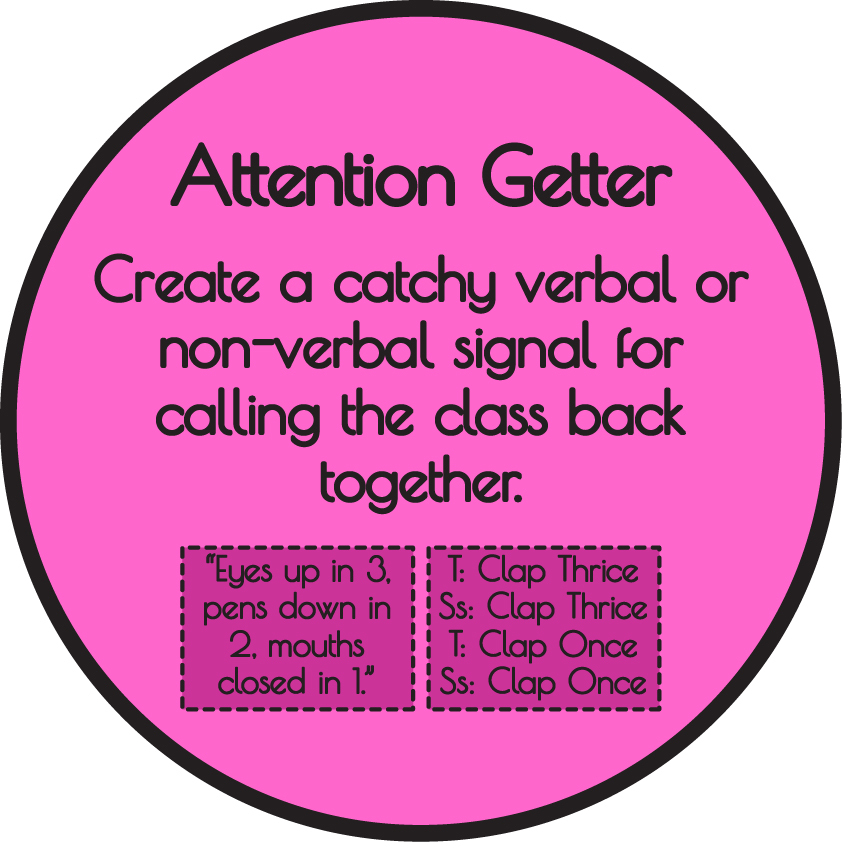 Attention Getter
Create a catchy verbal or
non-verbal signal for
calling the class back
together.
"Eyes up in 3,
pens down in
2, mouths
closed in 1."
T: Clap Thrice
Ss: Clap Thrice
T: Clap Once
Ss: Clap Once